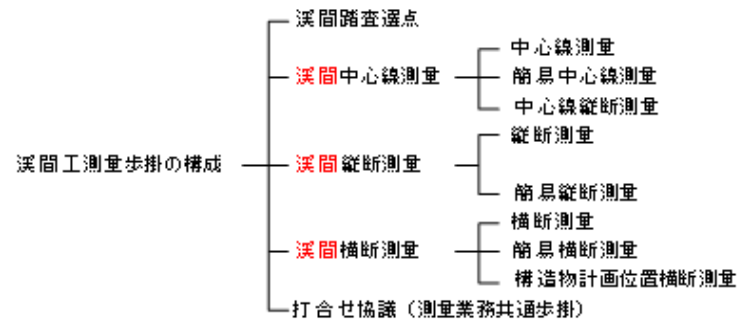 渓間踏査選点
中心線測量
渓間中心線測量
簡易中心線測量
中心線縦断測量
縦断測量
渓間工測量歩掛の構成
渓間縦断測量
簡易縦断測量
横断測量
渓間横断測量
簡易横断測量
構造物計画位置横断測量
打合せ協議（測量業務共通歩掛）